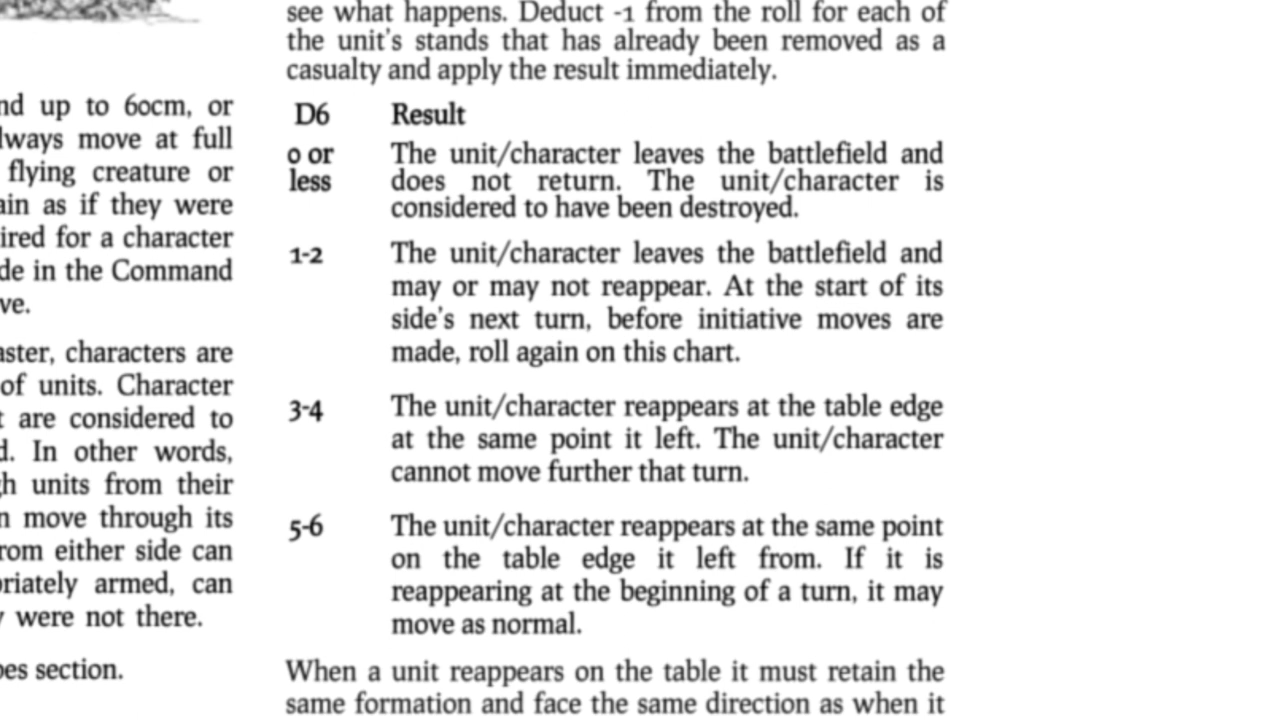 nd up to 60cm, or
lways move at full
flying creature or
ain as if they were
ired for a character
de in the Command
ve.
aster, characters are
of units. Character
t are considered to
d. In other words,
gh units from their
n move through its
rom either side can
priately armed, can
y were not there.
pes section.
see what happens. Deduct -1 from the roll for each of
the unit's stands that has already been removed as a
casualty and apply the result immediately.
D6 Result
0 or less The unit/character leaves the battlefield and
does not return. The unit/character is
considered to have been destroyed.
1-2 The unit/character leaves the battlefield and
may or may not reappear. At the start of its
side's next turn, before initiative moves are
made, roll again on this chart.
3-4 The unit/character reappears at the table edge
at the same point it left. The unit/character
cannot move further that turn.
5-6 The unit/character reappears at the same point
on the table edge it left from. If it is
reappearing at the beginning of a turn, it may
move as normal.
When a unit reappears on the table it must retain the
same formation and face the same direction as when it